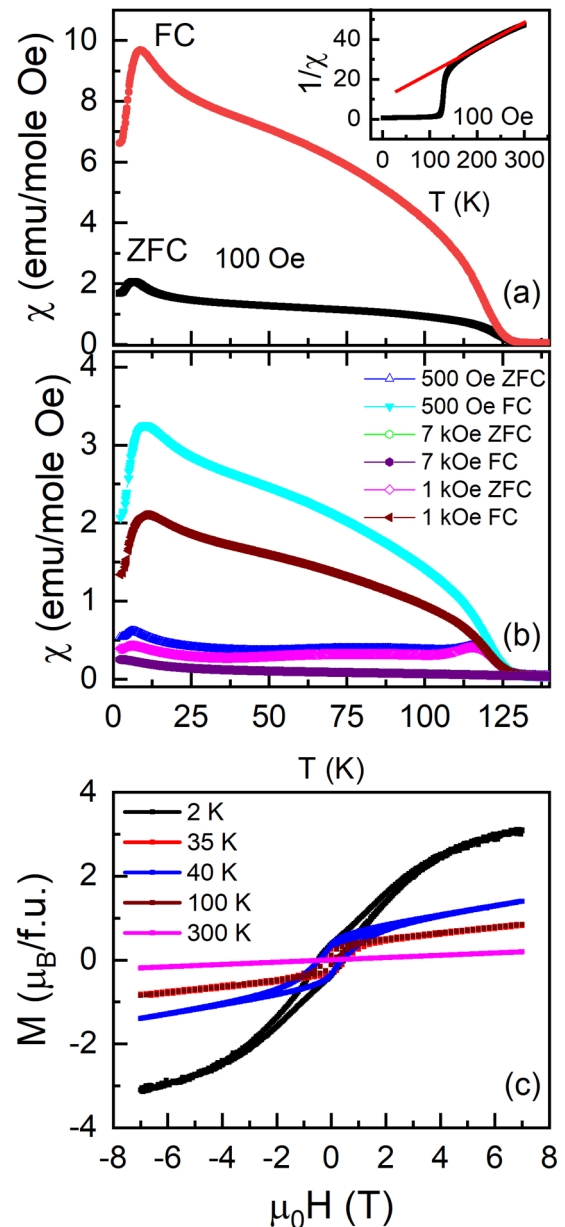 FC
ZFC
100 Oe
(a)
χ (emu/mole Oe)
10
8
6
4
2
0
1/χ
40
20
0
100 Oe
0 100 200 300
T (K)
500 Oe ZFC
500 Oe FC
7 kOe ZFC
7 kOe FC
1 kOe ZFC
1 kOe FC
(b)
χ (emu/mole Oe)
4
3
2
1
0
0 25 50 75 100 125
T (K)
2 K
35 K
40 K
100 K
300 K
(c)
M (μB/f.u.)
4
2
0
-2
-4
-8 -6 -4 -2 0 2 4 6 8
μ0H (T)